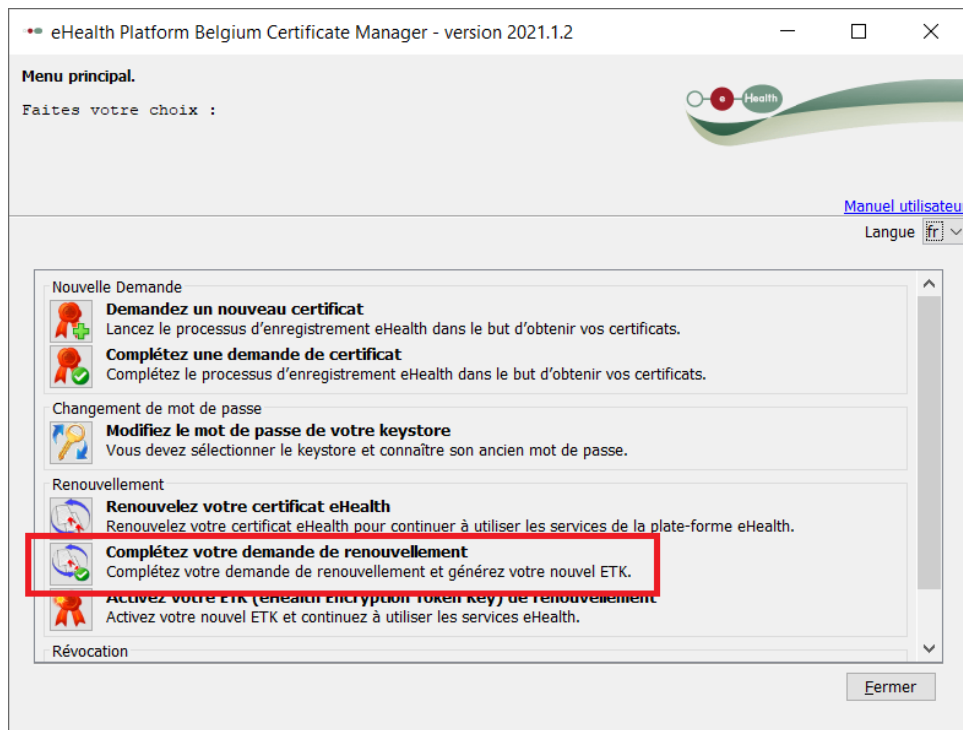 eHealth Platform Belgium Certificate Manager - version 2021.1.2
Menu principal.
Faites votre choix :
e Health
Manuel utilisateur
Langue fr
Nouvelle Demande
Demandez un nouveau certificat
Lancez le processus d'enregistrement eHealth dans le but d'obtenir vos certificats.
Complétez une demande de certificat
Complétez le processus d'enregistrement eHealth dans le but d'obtenir vos certificats.
Changement de mot de passe
Modifiez le mot de passe de votre keystore
Vous devez sélectionner le keystore et connaître son ancien mot de passe.
Renouvellement
Renouvelez votre certificat eHealth
Renouvelez votre certificat eHealth pour continuer à utiliser les services de la plate-forme eHealth.
Complétez votre demande de renouvellement
Complétez votre demande de renouvellement et générez votre nouvel ETK.
Activez votre ETK (eHealth Encryption Token Key) de renouvellement
Activez votre nouvel ETK et continuez à utiliser les services eHealth.
Révocation
Fermer